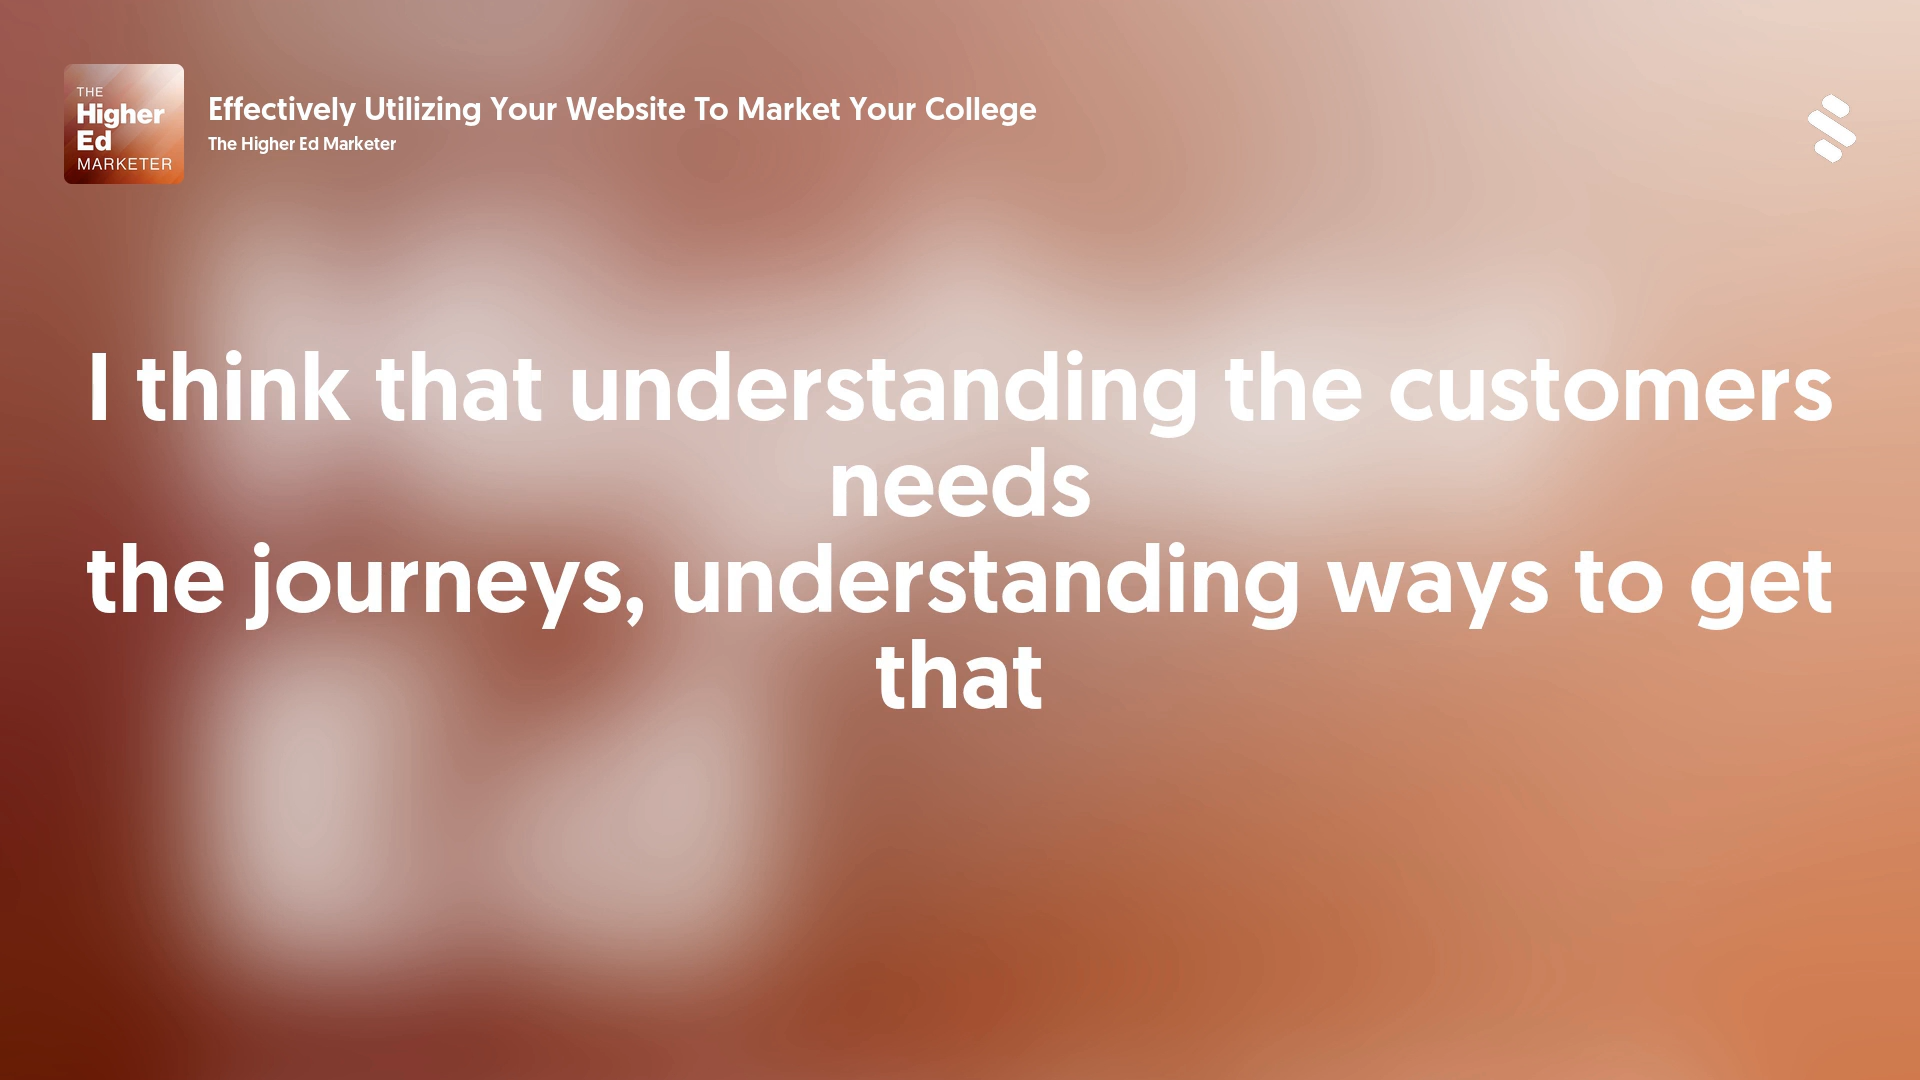 THE
Higher
Ed
MARKETER
Effectively Utilizing Your Website To Market Your College
The Higher Ed Marketer
I think that understanding the customers
needs
the journeys, understanding ways to get
that